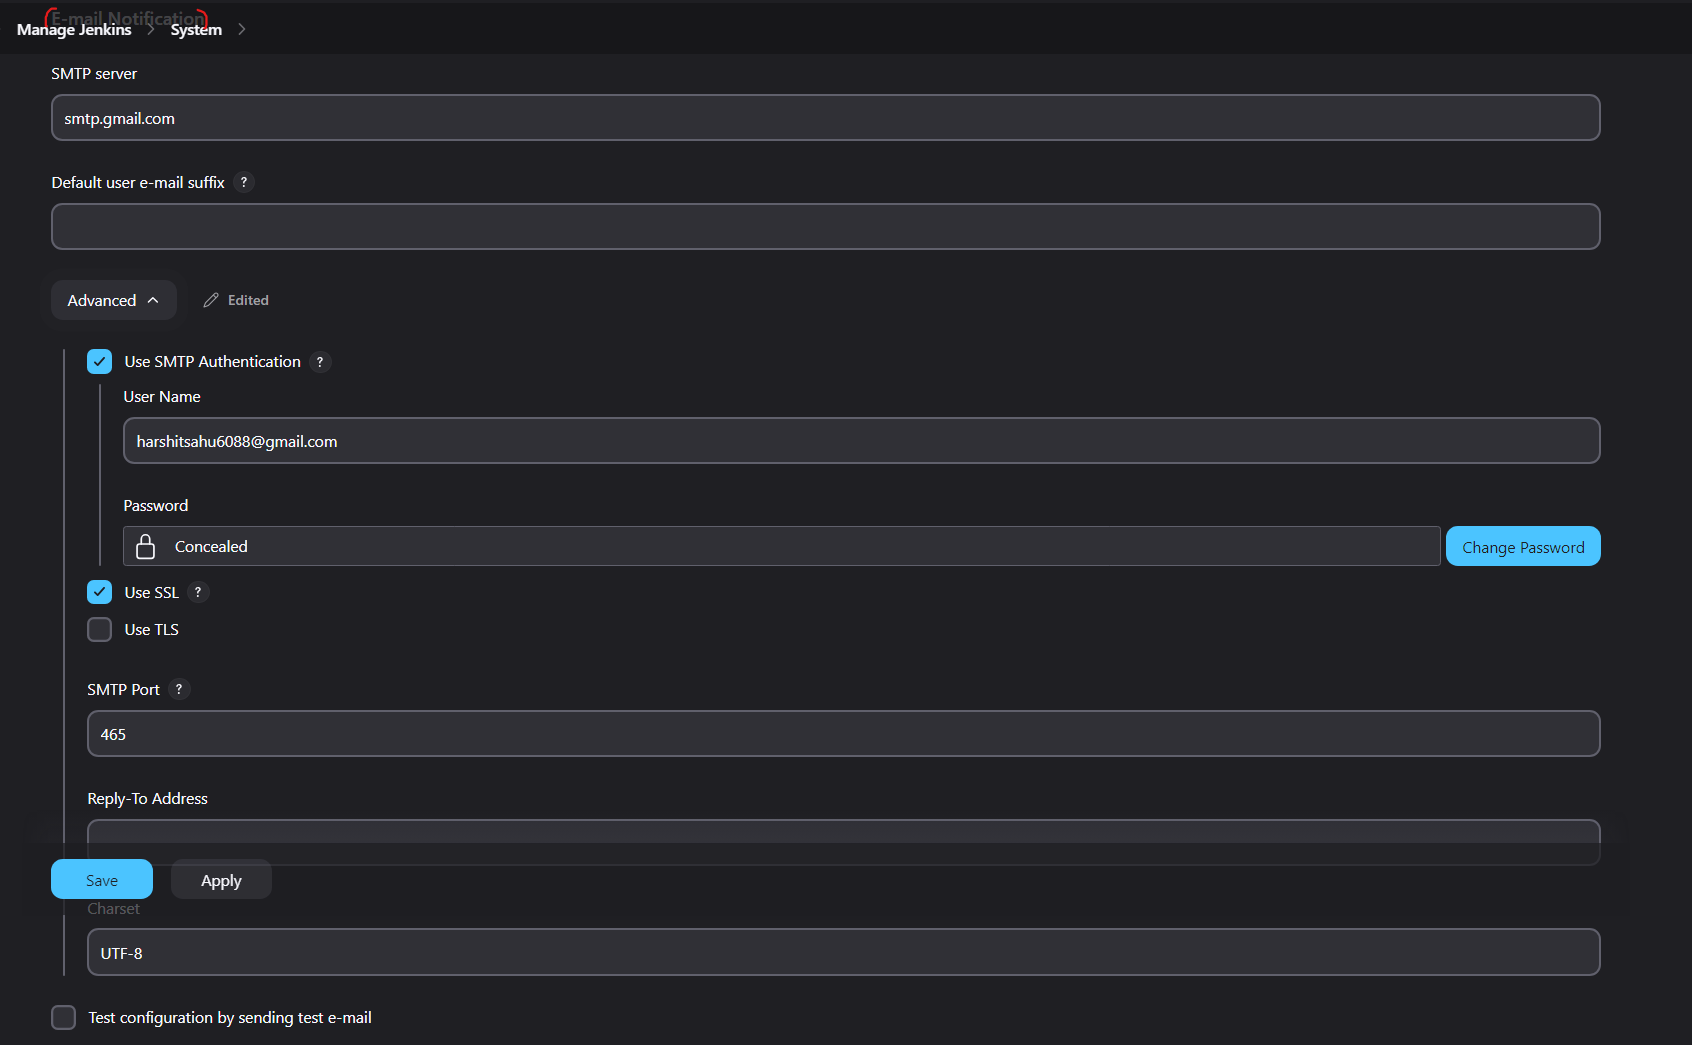 E-mail Notification
Manage Jenkins > System >
SMTP server
smtp.gmail.com
Default user e-mail suffix ?
Advanced Edited
Use SMTP Authentication ?
User Name
harshitsahu6088@gmail.com
Password
Concealed Change Password
Use SSL ?
Use TLS
SMTP Port ?
465
Reply-To Address
Save Apply
Charset
UTF-8
Test configuration by sending test e-mail